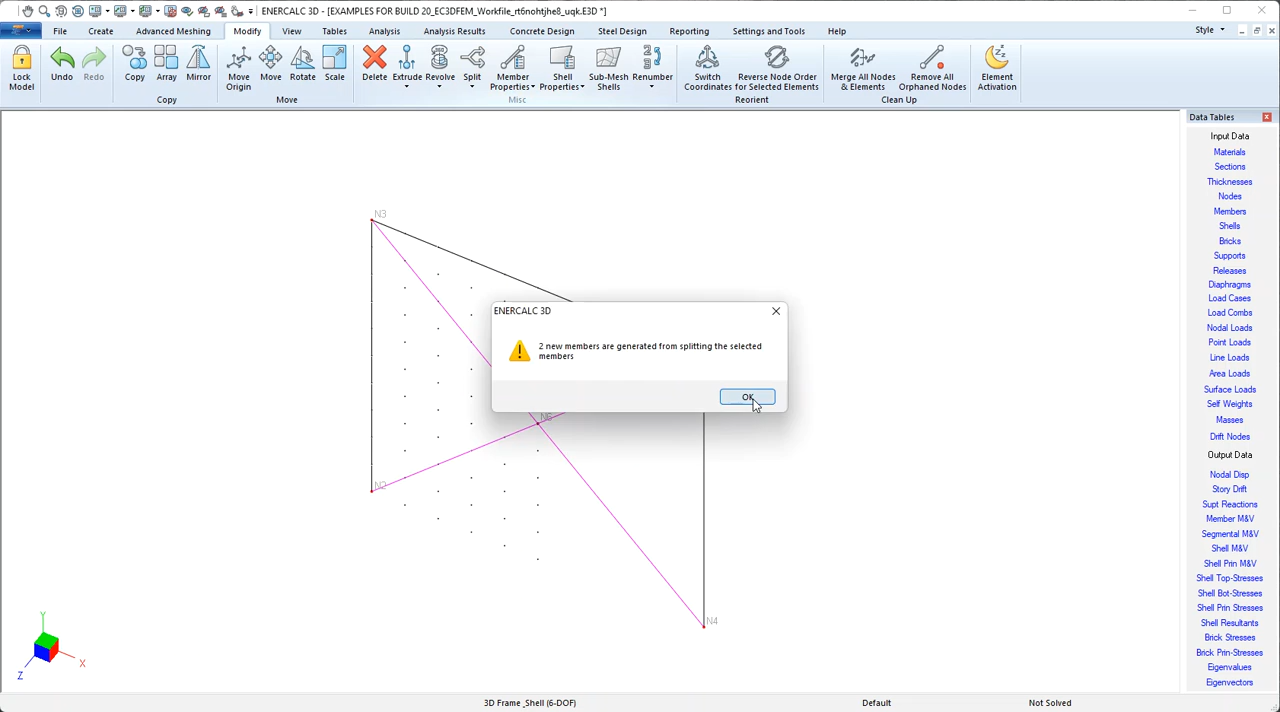 ENERCALC 3D - [EXAMPLES FOR BUILD 20_EC3DFEM_Workfile_rt6nohtjhe8_uqk.E3D *]
File Create Advanced Meshing Modify View Tables Analysis Analysis Results Concrete Design Steel Design Reporting Settings and Tools Help Style
Lock Model
Undo
Redo
Copy
Array
Mirror
Move Origin
Move
Rotate
Scale
Delete
Extrude
Revolve
Split
Member Properties
Shell Properties
Sub-Mesh Shells
Renumber
Switch Coordinates
Reverse Node Order for Selected Elements
Merge All Nodes & Elements
Remove All Orphaned Nodes
Element Activation
Copy Move Misc Reorient Clean Up
Data Tables
Input Data
Materials
Sections
Thicknesses
Nodes
Members
Shells
Bricks
Supports
Releases
Diaphragms
Load Cases
Load Combs
Nodal Loads
Point Loads
Line Loads
Area Loads
Surface Loads
Self Weights
Masses
Drift Nodes
Output Data
Nodal Disp
Story Drift
Supt Reactions
Member M&V
Segmental M&V
Shell M&V
Shell Prin M&V
Shell Top-Stresses
Shell Bot-Stresses
Shell Prin Stresses
Shell Resultants
Brick Stresses
Brick Prin-Stresses
Eigenvalues
Eigenvectors
N3
ENERCALC 3D
2 new members are generated from splitting the selected
members
OK
N2
N4
Y
X
Z
3D Frame_Shell (6-DOF) Default Not Solved